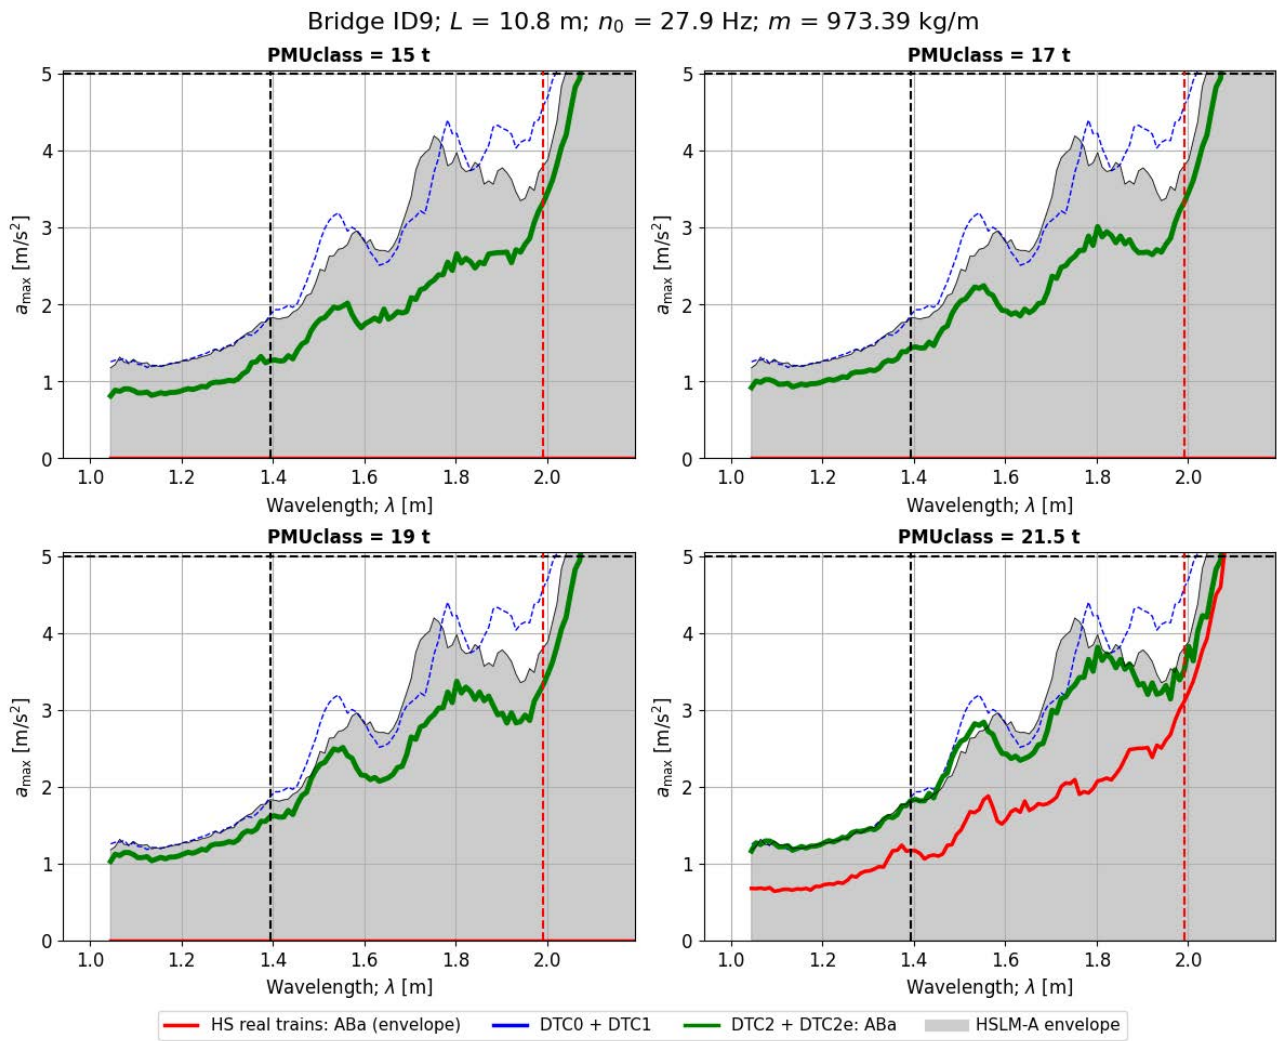 Bridge ID9; L = 10.8 m; n₀ = 27.9 Hz; m = 973.39 kg/m
PMUclass = 15 t
5
4
3
2
1
0
a_max [m/s²]
1.0 1.2 1.4 1.6 1.8 2.0
Wavelength; λ [m]
PMUclass = 17 t
5
4
3
2
1
0
a_max [m/s²]
1.0 1.2 1.4 1.6 1.8 2.0
Wavelength; λ [m]
PMUclass = 19 t
5
4
3
2
1
0
a_max [m/s²]
1.0 1.2 1.4 1.6 1.8 2.0
Wavelength; λ [m]
PMUclass = 21.5 t
5
4
3
2
1
0
a_max [m/s²]
1.0 1.2 1.4 1.6 1.8 2.0
Wavelength; λ [m]
HS real trains: ABa (envelope) DTC0 + DTC1 DTC2 + DTC2e: ABa HSLM-A envelope